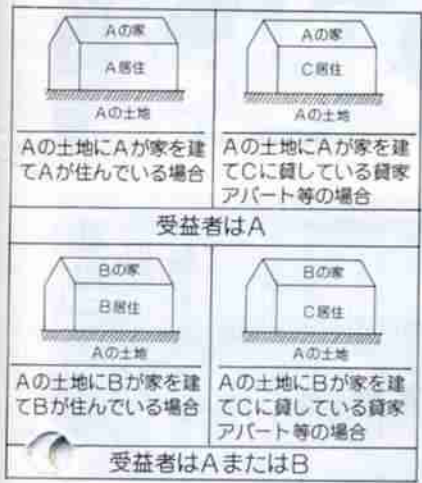 Aの家
A居住
Aの土地
Aの土地にAが家を建
てAが住んでいる場合
Aの家
C居住
Aの土地
Aの土地にAが家を建
てCに貸している貸家
アパート等の場合
受益者はA
Bの家
B居住
Aの土地
Aの土地にBが家を建
てBが住んでいる場合
Bの家
C居住
Aの土地
Aの土地にBが家を建
てCに貸している貸家
アパート等の場合
受益者はAまたはB